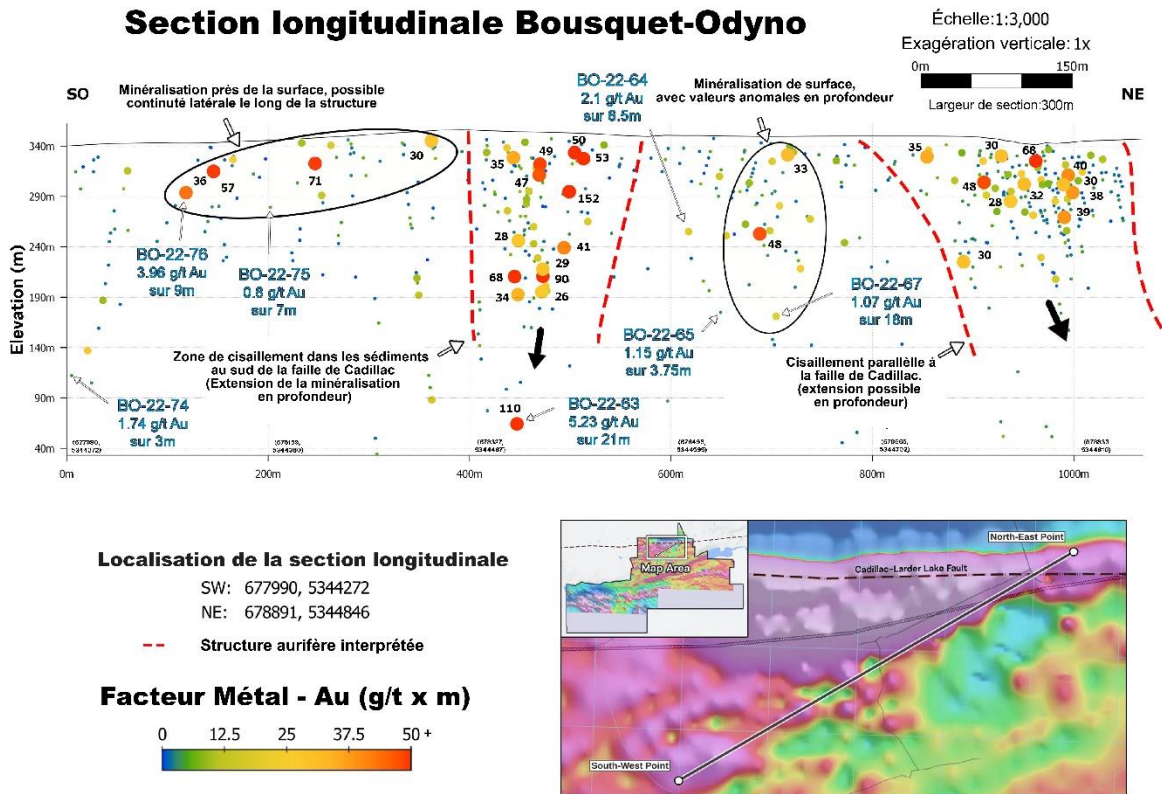 Section longitudinale Bousquet-Odyno
Échelle:1:3,000
Exagération verticale: 1x
0m 150m
Largeur de section:300m
SO
NE
Minéralisation près de la surface, possible
continuté latérale le long de la structure
BO-22-64
2.1 g/t Au
sur 8.5m
Minéralisation de surface,
avec valeurs anomales en profondeur
Elevation (m)
340m
290m
240m
190m
140m
90m
40m
36
57
71
30
35
49
50
53
47
152
28
41
29
68
90
34
26
110
33
48
35
30
68
40
48
30
28
32
38
39
30
BO-22-76
3.96 g/t Au
sur 9m
BO-22-75
0.8 g/t Au
sur 7m
BO-22-67
1.07 g/t Au
sur 18m
BO-22-65
1.15 g/t Au
sur 3.75m
Zone de cisaillement dans les sédiments
au sud de la faille de Cadillac
(Extension de la minéralisation
en profondeur)
Cisaillement parallèle à
la faille de Cadillac.
(extension possible
en profondeur)
BO-22-74
1.74 g/t Au
sur 3m
BO-22-63
5.23 g/t Au
sur 21m
(677990,
5344272)
0m 200m 400m 600m 800m 1000m
Localisation de la section longitudinale
SW: 677990, 5344272
NE: 678891, 5344846
Structure aurifère interprétée
Facteur Métal - Au (g/t x m)
0 12.5 25 37.5 50 +
Map Area
North-East Point
Cadillac-Larder Lake Fault
South-West Point